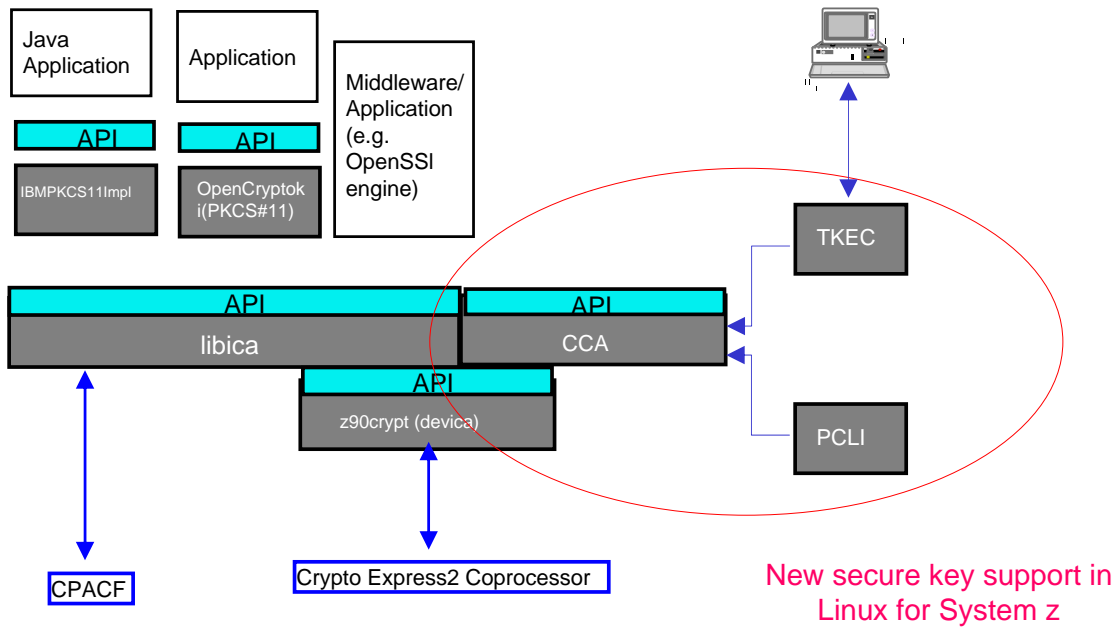 Java
Application
Application
Middleware/
Application
(e.g.
OpenSSl
engine)
API
API
IBMPKCS11Impl
OpenCryptok
i(PKCS#11)
TKEC
API
API
libica
CCA
API
z90crypt (devica)
PCLI
CPACF
Crypto Express2 Coprocessor
New secure key support in
Linux for System z